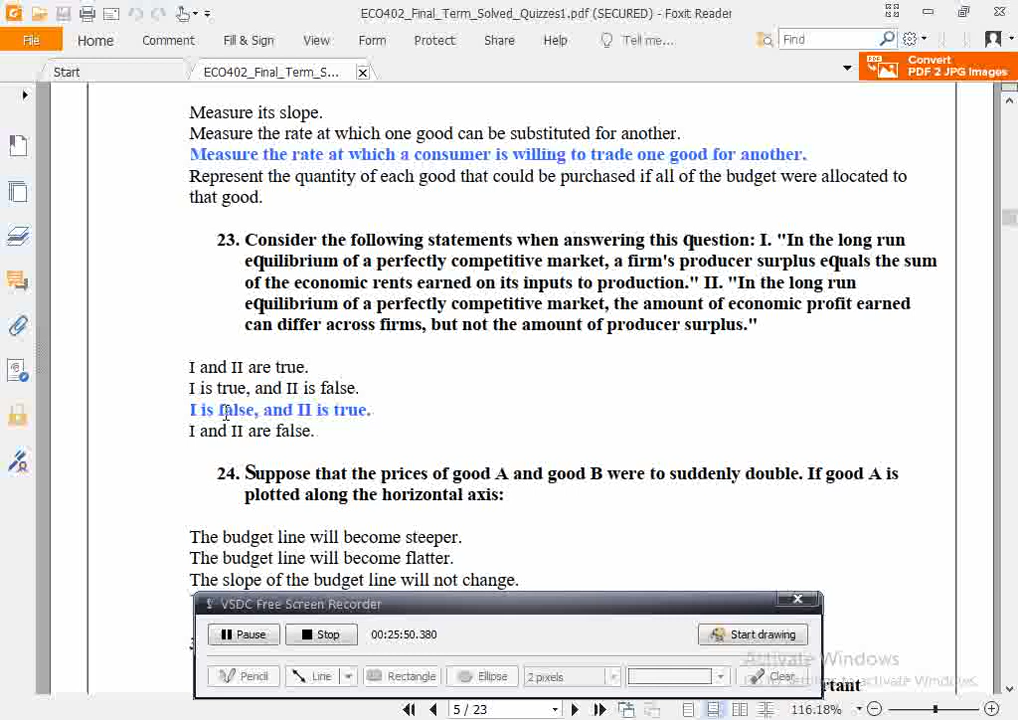 ECO402_Final_Term_Solved_Quizzes1.pdf (SECURED) - Foxit Reader
File Home Comment Fill & Sign View Form Protect Share Help Tell me... Find
Start ECO402_Final_Term_S... Convert
PDF 2 JPG Images
Measure its slope.
Measure the rate at which one good can be substituted for another.
Measure the rate at which a consumer is willing to trade one good for another.
Represent the quantity of each good that could be purchased if all of the budget were allocated to
that good.
23. Consider the following statements when answering this question: I. "In the long run
equilibrium of a perfectly competitive market, a firm's producer surplus equals the sum
of the economic rents earned on its inputs to production." II. "In the long run
equilibrium of a perfectly competitive market, the amount of economic profit earned
can differ across firms, but not the amount of producer surplus."
I and II are true.
I is true, and II is false.
I is false, and II is true.
I and II are false.
24. Suppose that the prices of good A and good B were to suddenly double. If good A is
plotted along the horizontal axis:
The budget line will become steeper.
The budget line will become flatter.
The slope of the budget line will not change.
VSDC Free Screen Recorder
Pause Stop 00:25:50.380 Start drawing
Activate Windows
Pencil Line Rectangle Ellipse 2 pixels Clear
to activate Windows.
5 / 23 116.18%